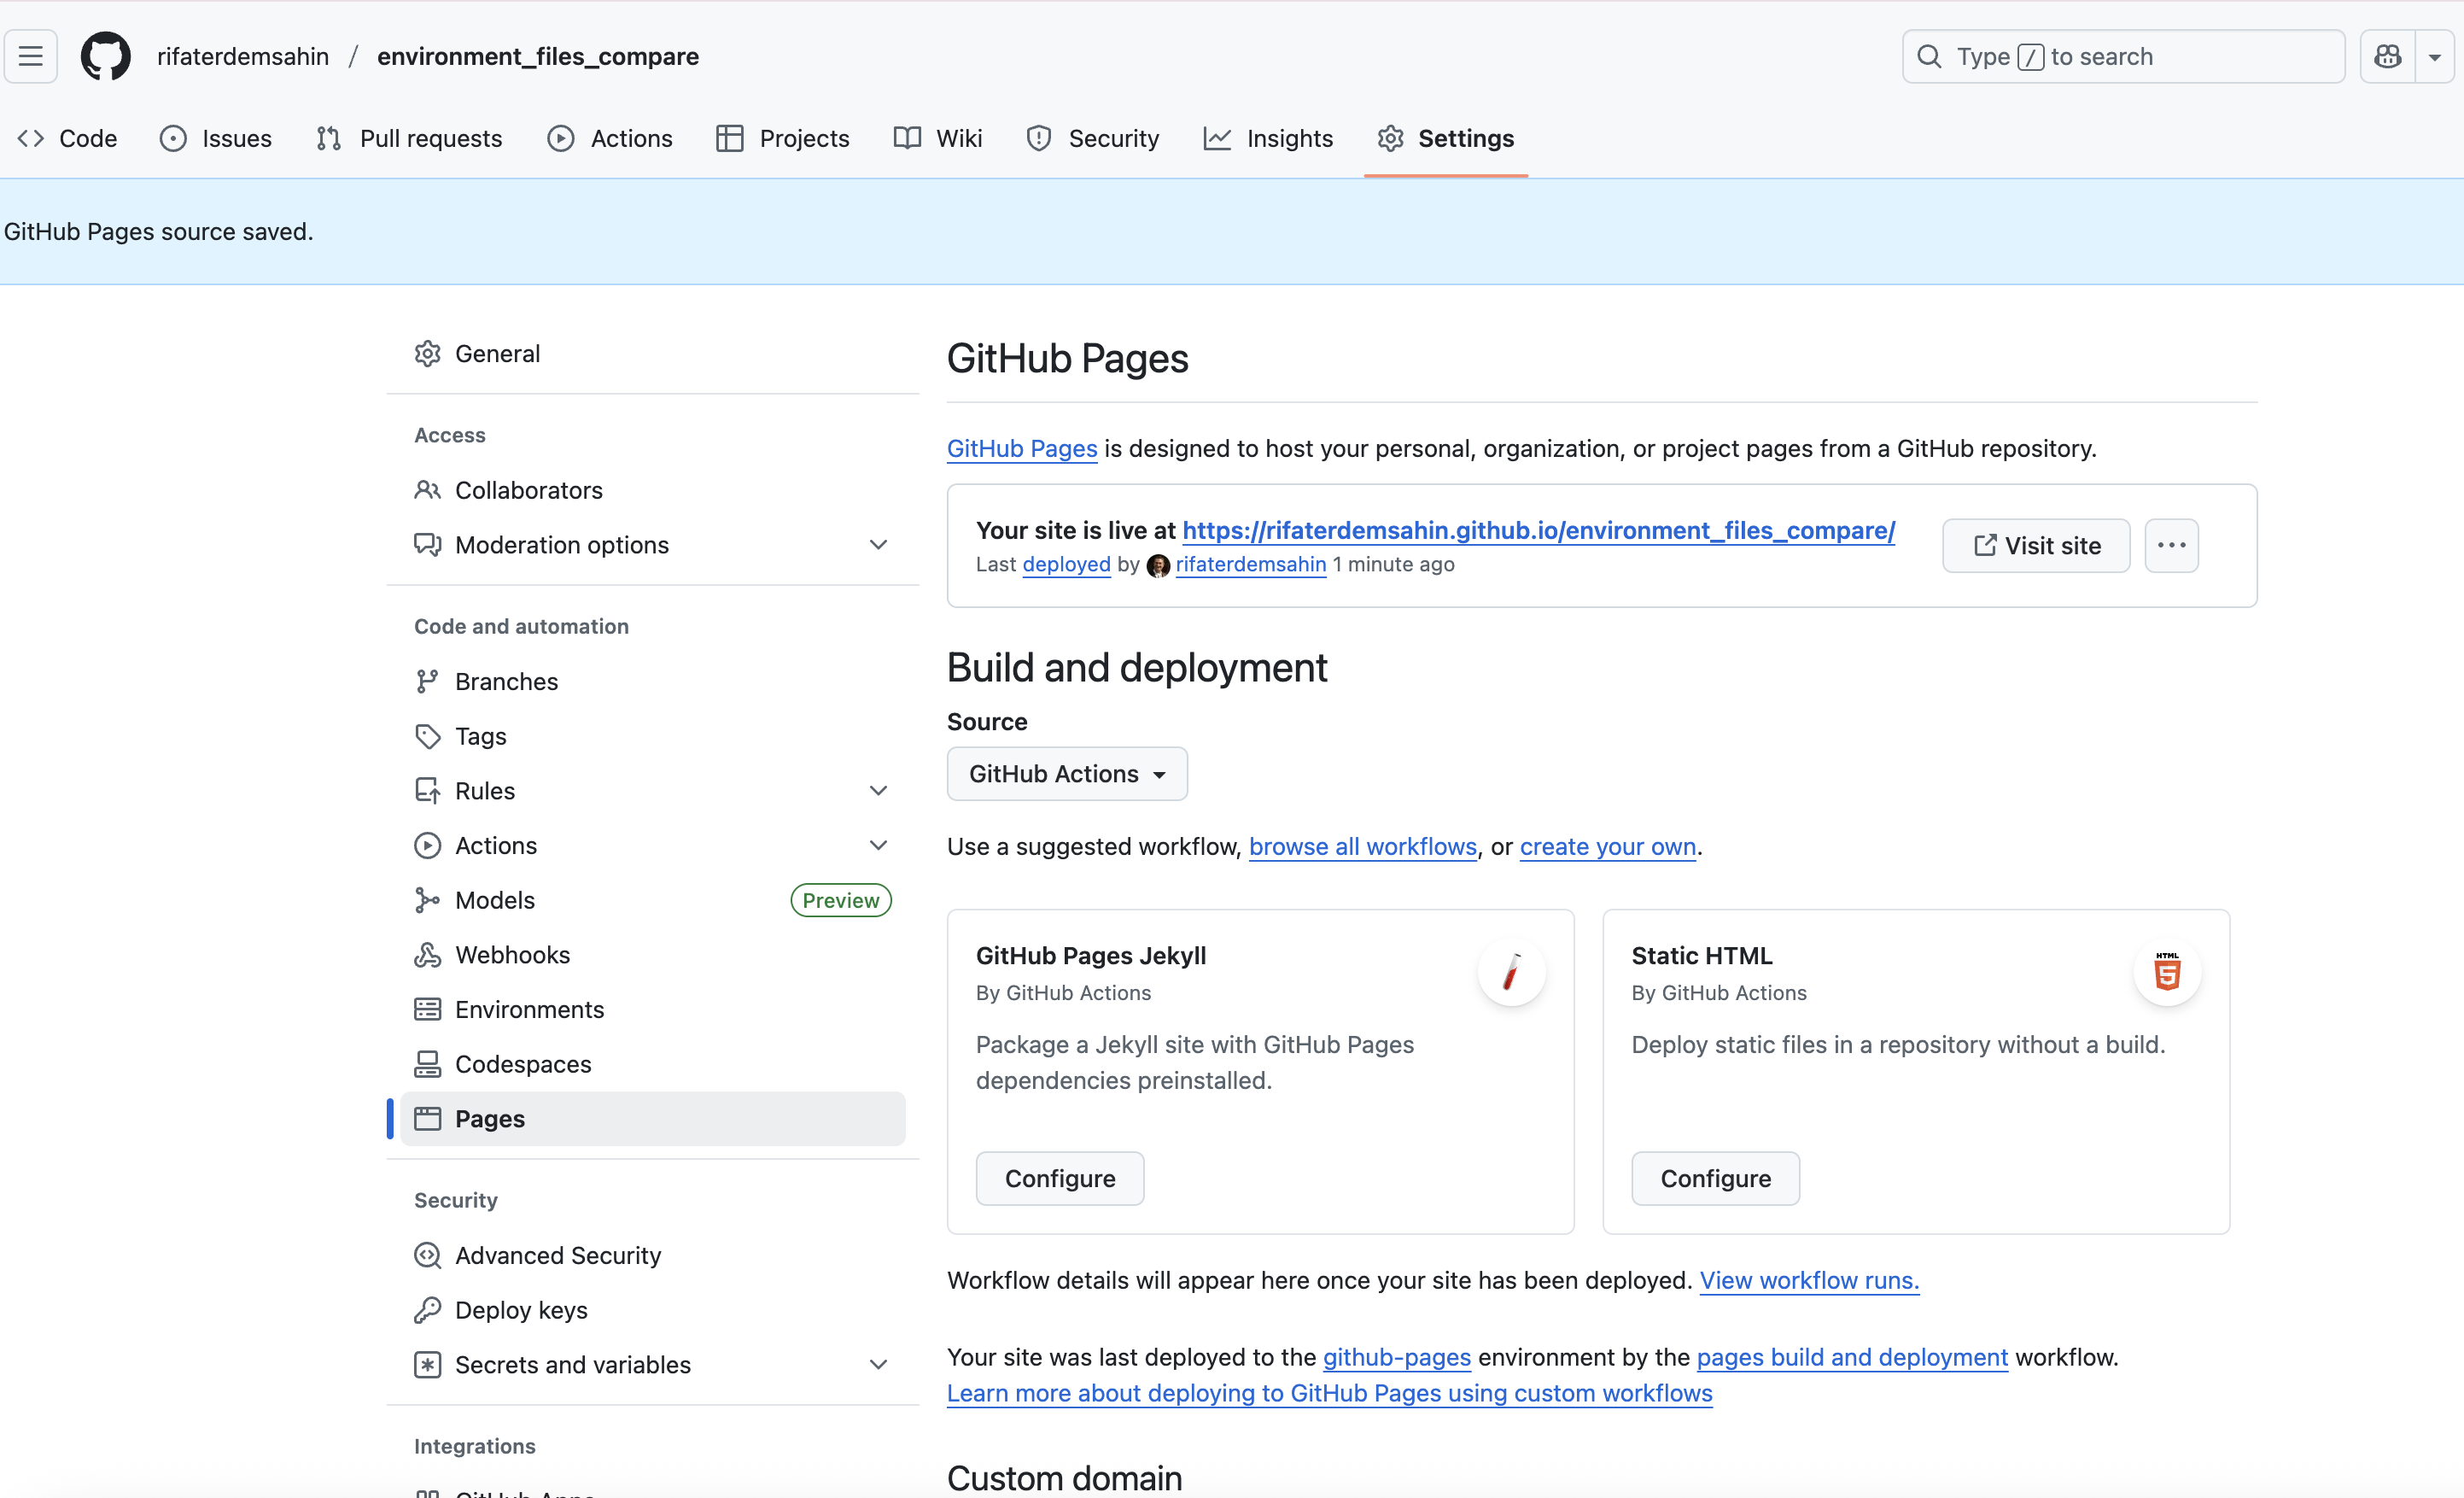 rifaterdemsahin / environment_files_compare
Type / to search
Code
Issues
Pull requests
Actions
Projects
Wiki
Security
Insights
Settings
GitHub Pages source saved.
General
Access
Collaborators
Moderation options
Code and automation
Branches
Tags
Rules
Actions
Models
Preview
Webhooks
Environments
Codespaces
Pages
Security
Advanced Security
Deploy keys
Secrets and variables
Integrations
GitHub Apps
GitHub Pages
GitHub Pages is designed to host your personal, organization, or project pages from a GitHub repository.
Your site is live at https://rifaterdemsahin.github.io/environment_files_compare/
Last deployed by rifaterdemsahin 1 minute ago
Visit site
Build and deployment
Source
GitHub Actions
Use a suggested workflow, browse all workflows, or create your own.
GitHub Pages Jekyll
By GitHub Actions
Package a Jekyll site with GitHub Pages
dependencies preinstalled.
Configure
Static HTML
By GitHub Actions
HTML
5
Deploy static files in a repository without a build.
Configure
Workflow details will appear here once your site has been deployed. View workflow runs.
Your site was last deployed to the github-pages environment by the pages build and deployment workflow.
Learn more about deploying to GitHub Pages using custom workflows
Custom domain